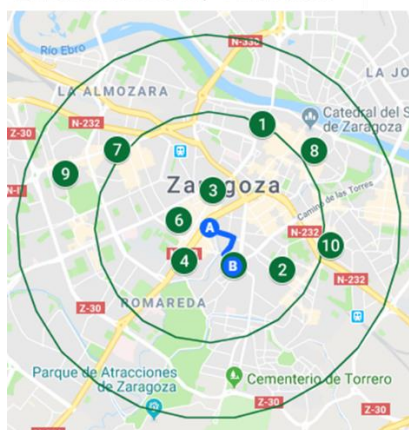 N-330
Río Ebro
LA JO
LA ALMOZARA
Z-30
N-232
1
Catedral del S
de Zaragoza
7
8
9
Zaragoza
3
Camino de las Torres
6
A
N-232
10
4
B
2
ROMAREDA
Z-30
Parque de Atracciones
de Zaragoza
Cementerio de Torrero
Z-30
Z-30